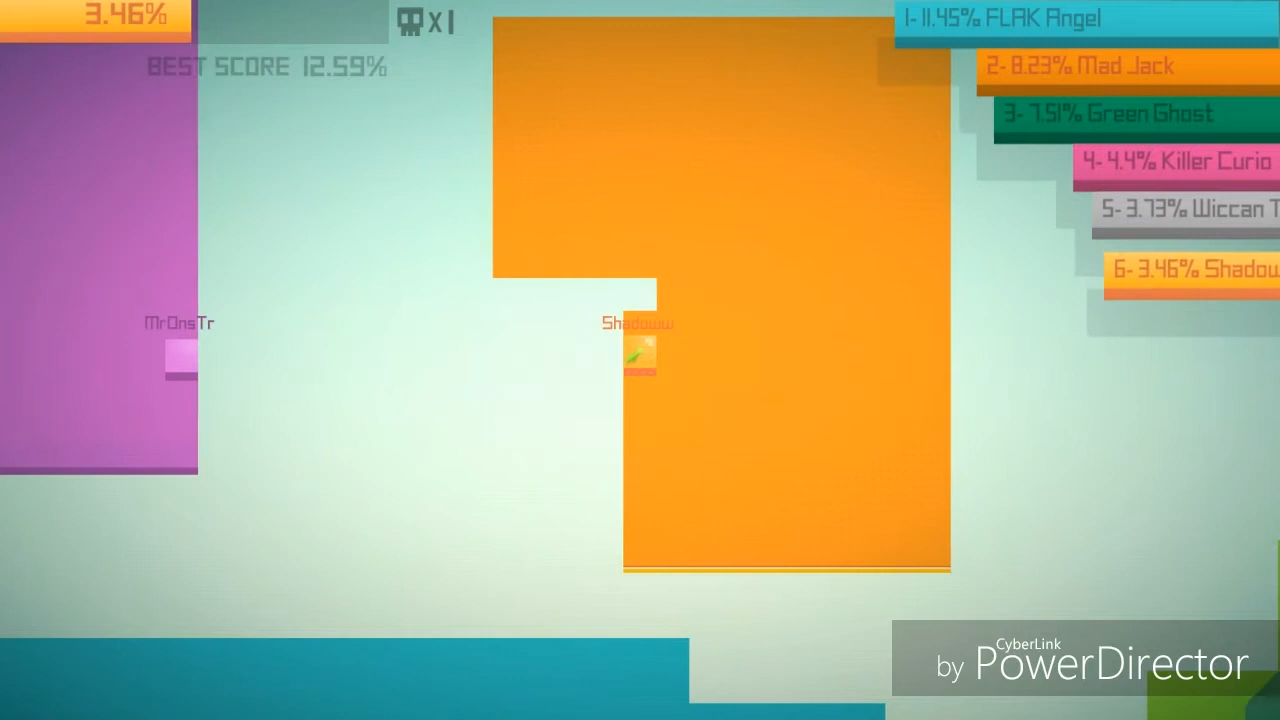 3.46%
x1
BEST SCORE 12.59%
1- 11.45% FLAK Angel
2- 8.23% Mad Jack
3- 7.51% Green Ghost
4- 4.4% Killer Curio
5- 3.73% Wiccan T
6- 3.46% Shadow
MrOnsTr
Shadoww
CyberLink
by PowerDirector